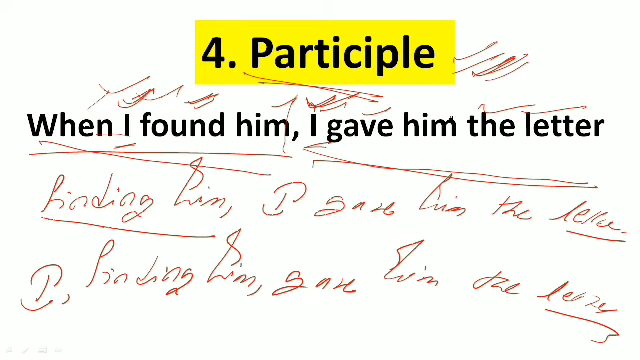 4. Participle
When I found him, I gave him the letter
finding him, I gave him the letter
I, finding him, gave him the letter